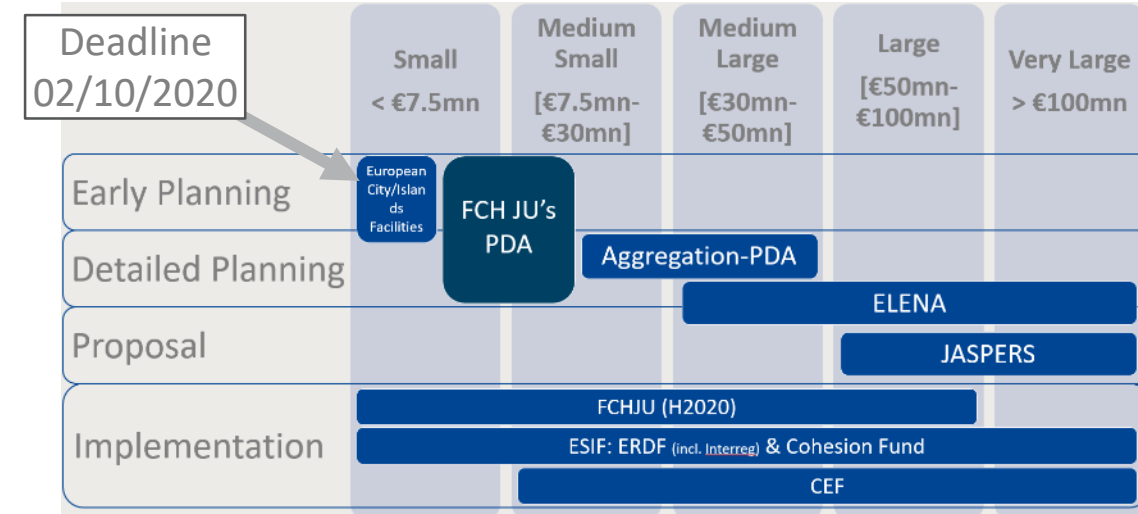 Deadline
02/10/2020
Small
< €7.5mn
Medium
Small
[€7.5mn-
€30mn]
Medium
Large
[€30mn-
€50mn]
Large
[€50mn-
€100mn]
Very Large
> €100mn
Early Planning
European
City/Islan
ds
Facilities
FCH JU's
PDA
Detailed Planning
Aggregation-PDA
ELENA
Proposal
JASPERS
Implementation
FCHJU (H2020)
ESIF: ERDF (incl. Interreg) & Cohesion Fund
CEF